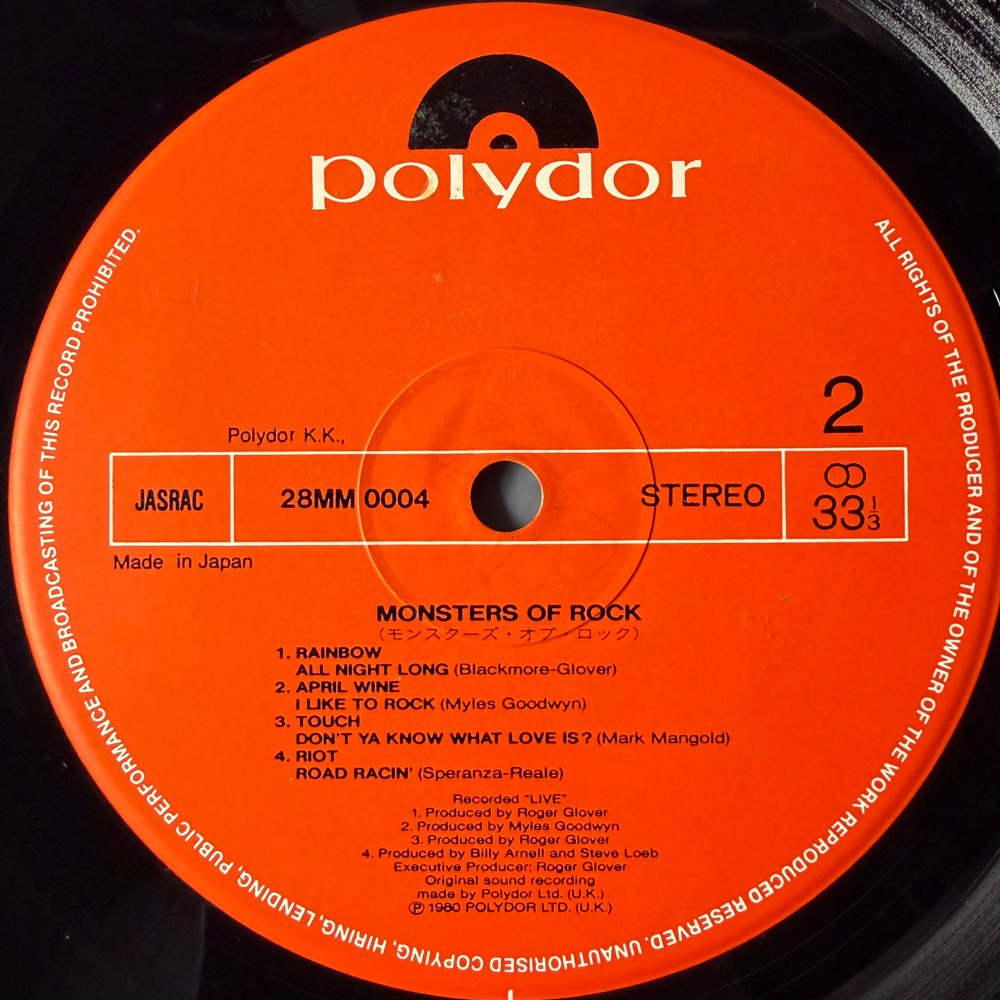 polydor
ALL RIGHTS OF THE PRODUCER AND OF THE OWNER OF THE WORK REPRODUCED RESERVED. UNAUTHORISED COPYING, HIRING, LENDING, PUBLIC PERFORMANCE AND BROADCASTING OF THIS RECORD PROHIBITED.
2
Polydor K.K.,
JASRAC 28MM 0004 STEREO 33⅓
Made in Japan
MONSTERS OF ROCK
(モンスターズ・オブ・ロック)
1. RAINBOW
ALL NIGHT LONG (Blackmore-Glover)
2. APRIL WINE
I LIKE TO ROCK (Myles Goodwyn)
3. TOUCH
DON'T YA KNOW WHAT LOVE IS? (Mark Mangold)
4. RIOT
ROAD RACIN' (Speranza-Reale)
Recorded "LIVE"
1. Produced by Roger Glover
2. Produced by Myles Goodwyn
3. Produced by Roger Glover
4. Produced by Billy Arnell and Steve Loeb
Executive Producer: Roger Glover
Original sound recording
made by Polydor Ltd. (U.K.)
℗ 1980 POLYDOR LTD. (U.K.)